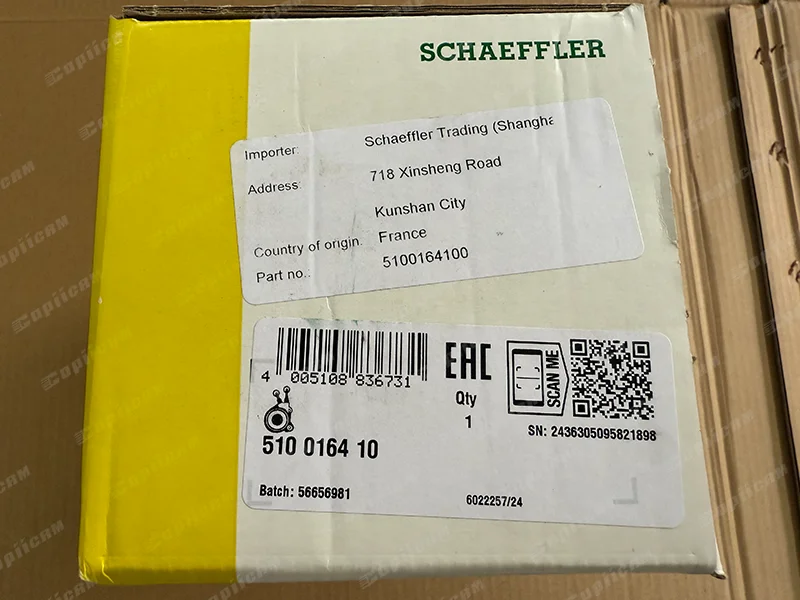 SCHAEFFLER
Importer: Schaeffler Trading (Shangha
Address: 718 Xinsheng Road
Kunshan City
Country of origin. France
Part no.: 5100164100
4 005108 836731
EAC
SCAN ME
Qty
1
SN: 2436305095821898
510 0164 10
Batch: 56656981
6022257/24
Capiicam